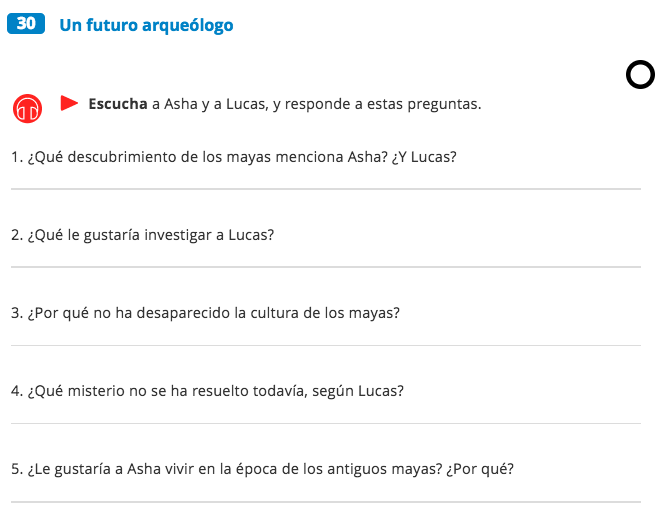 30 Un futuro arqueólogo
Escucha a Asha y a Lucas, y responde a estas preguntas.
1. ¿Qué descubrimiento de los mayas menciona Asha? ¿Y Lucas?
2. ¿Qué le gustaría investigar a Lucas?
3. ¿Por qué no ha desaparecido la cultura de los mayas?
4. ¿Qué misterio no se ha resuelto todavía, según Lucas?
5. ¿Le gustaría a Asha vivir en la época de los antiguos mayas? ¿Por qué?